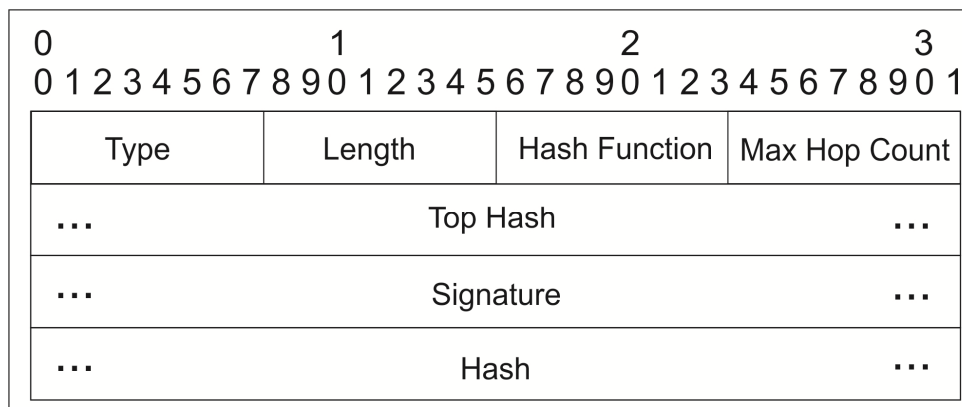 0 1 2 3
0 1 2 3 4 5 6 7 8 9 0 1 2 3 4 5 6 7 8 9 0 1 2 3 4 5 6 7 8 9 0 1
Type Length Hash Function Max Hop Count
... Top Hash ...
... Signature ...
... Hash ...